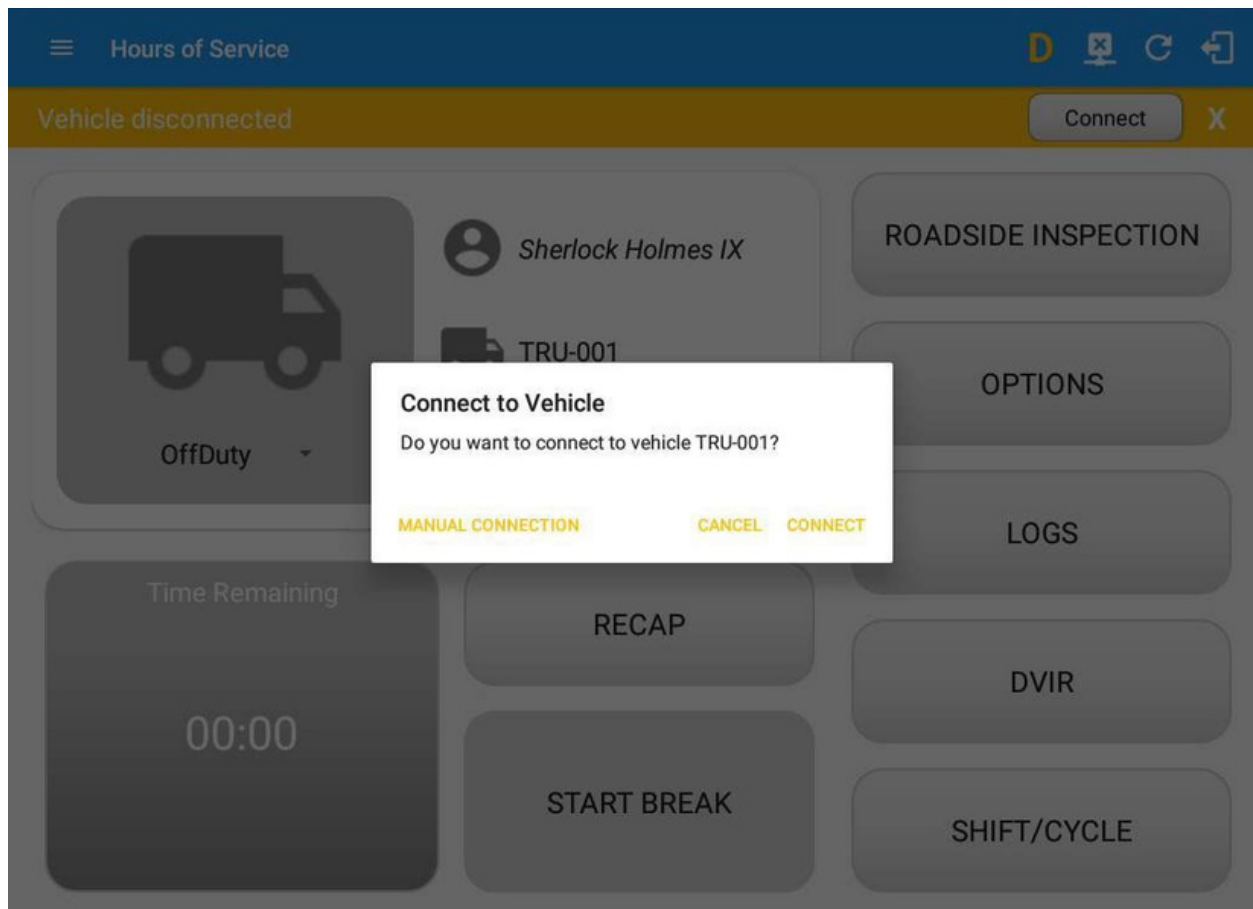 Hours of Service
D
Vehicle disconnected
Connect
X
Sherlock Holmes IX
TRU-001
OffDuty
Connect to Vehicle
Do you want to connect to vehicle TRU-001?
MANUAL CONNECTION
CANCEL
CONNECT
Time Remaining
00:00
RECAP
START BREAK
ROADSIDE INSPECTION
OPTIONS
LOGS
DVIR
SHIFT/CYCLE